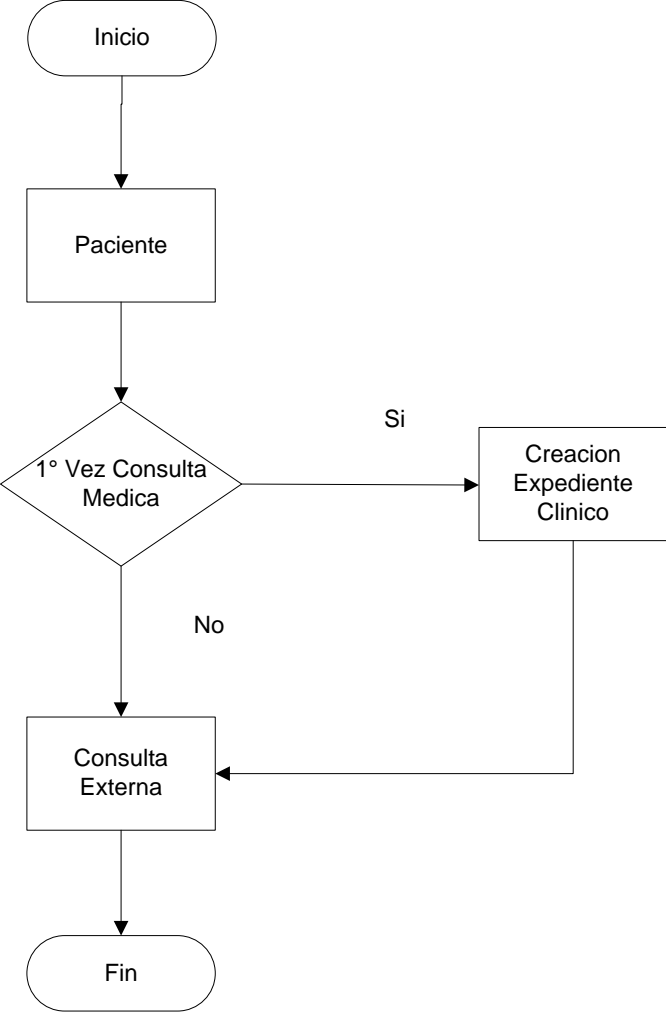 Inicio
Paciente
1° Vez Consulta
Medica
Si
Creacion
Expediente
Clinico
No
Consulta
Externa
Fin